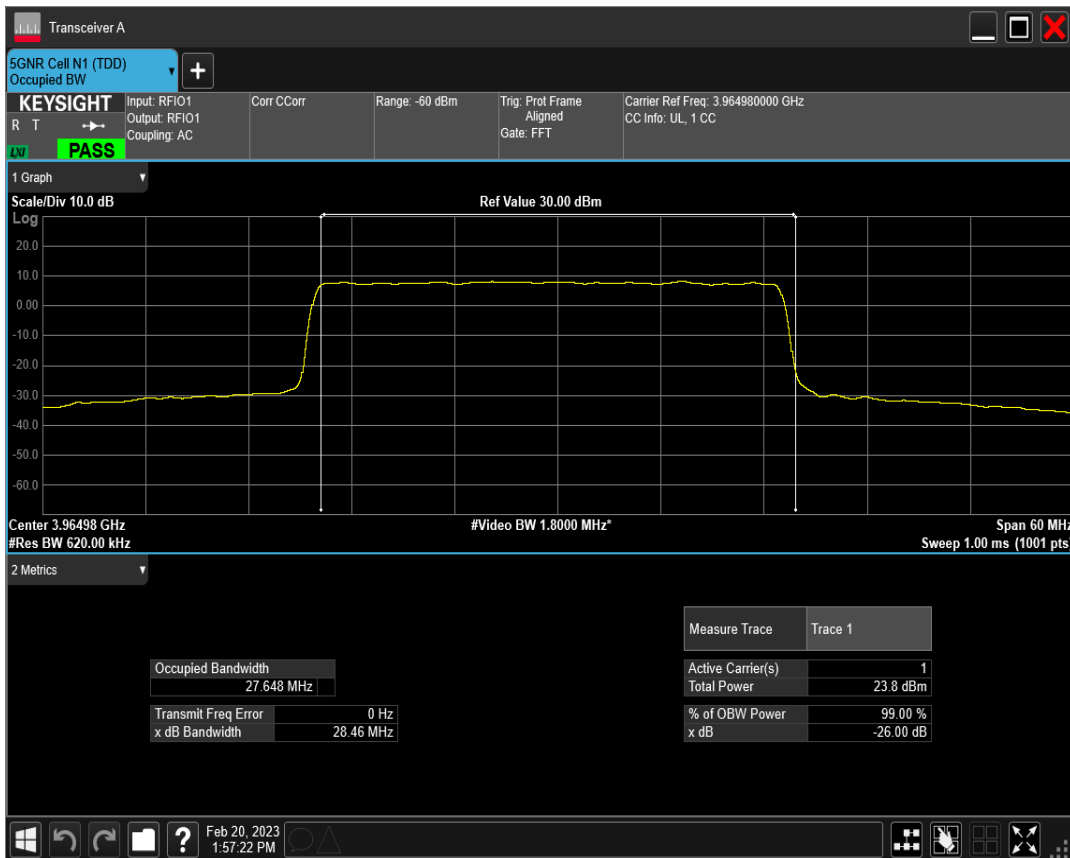 Transceiver A
5GNR Cell N1 (TDD)
Occupied BW
KEYSIGHT
R T
LXI
PASS
Input: RFIO1
Output: RFIO1
Coupling: AC
Corr CCorr
Range: -60 dBm
Trig: Prot Frame
Aligned
Gate: FFT
Carrier Ref Freq: 3.964980000 GHz
CC Info: UL, 1 CC
1 Graph
Scale/Div 10.0 dB
Ref Value 30.00 dBm
Log
20.0
10.0
0.00
-10.0
-20.0
-30.0
-40.0
-50.0
-60.0
Center 3.96498 GHz
#Video BW 1.8000 MHz*
Span 60 MHz
#Res BW 620.00 kHz
Sweep 1.00 ms (1001 pts)
2 Metrics
Measure Trace Trace 1
Occupied Bandwidth
27.648 MHz
Active Carrier(s) 1
Total Power 23.8 dBm
Transmit Freq Error 0 Hz
x dB Bandwidth 28.46 MHz
% of OBW Power 99.00 %
x dB -26.00 dB
?
Feb 20, 2023
1:57:22 PM